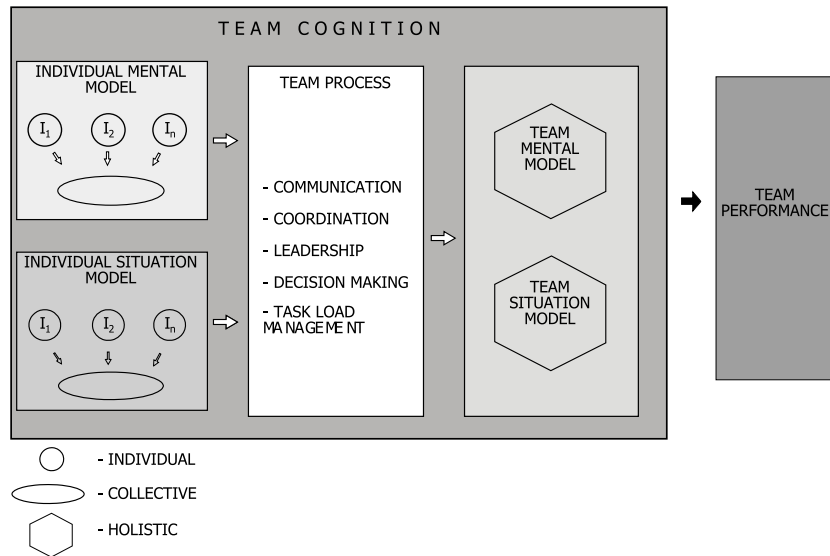 TEAM COGNITION
INDIVIDUAL MENTAL
MODEL
I1 I2 In
INDIVIDUAL SITUATION
MODEL
I1 I2 In
TEAM PROCESS
- COMMUNICATION
- COORDINATION
- LEADERSHIP
- DECISION MAKING
- TASK LOAD
MANAGEMENT
TEAM
MENTAL
MODEL
TEAM
SITUATION
MODEL
TEAM
PERFORMANCE
- INDIVIDUAL
- COLLECTIVE
- HOLISTIC